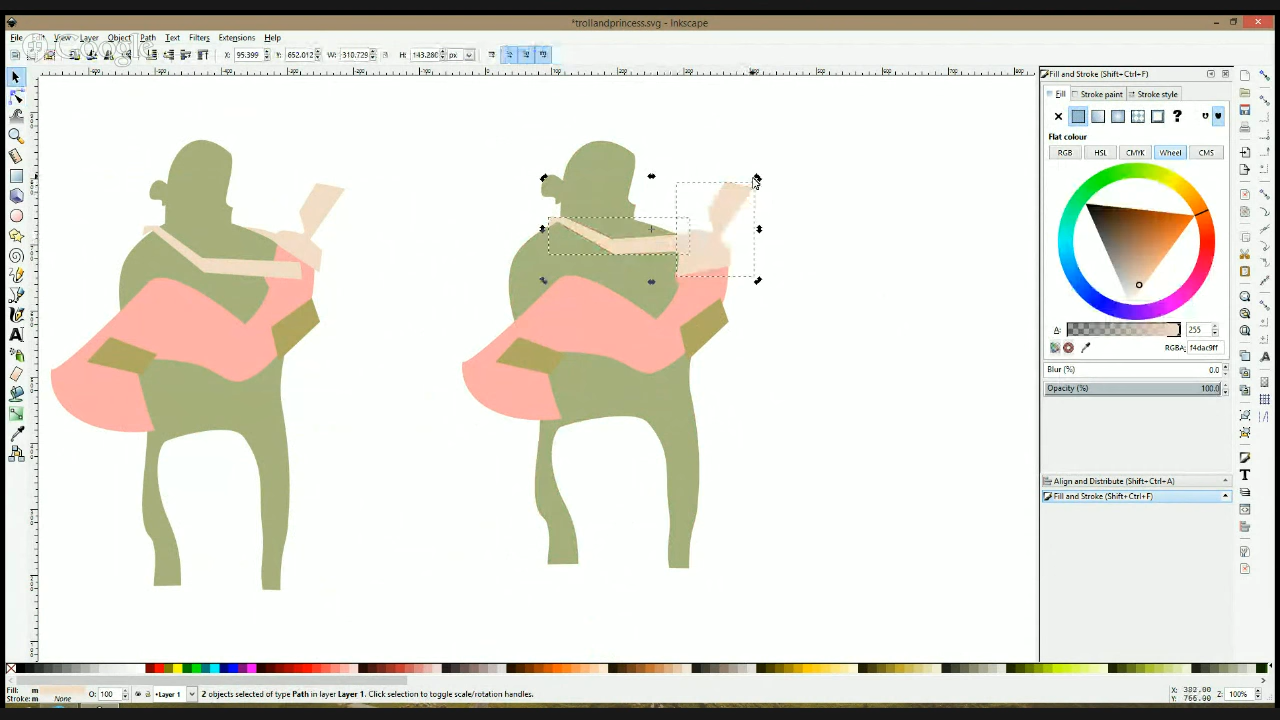 *trollandprincess.svg - Inkscape
File Edit View Layer Object Path Text Filters Extensions Help
X: 95.399 Y: 652.012 W: 310.729 H: 143.280 px
Fill and Stroke (Shift+Ctrl+F)
Fill Stroke paint Stroke style
Flat colour
RGB HSL CMYK Wheel CMS
A: 255
RGBA: f4dac9ff
Blur (%) 0.0
Opacity (%) 100.0
Align and Distribute (Shift+Ctrl+A)
Fill and Stroke (Shift+Ctrl+F)
Fill: m
Stroke: m None
O: 100
Layer 1
2 objects selected of type Path in layer Layer 1. Click selection to toggle scale/rotation handles.
X: 382.00
Y: 766.00
Z: 100%